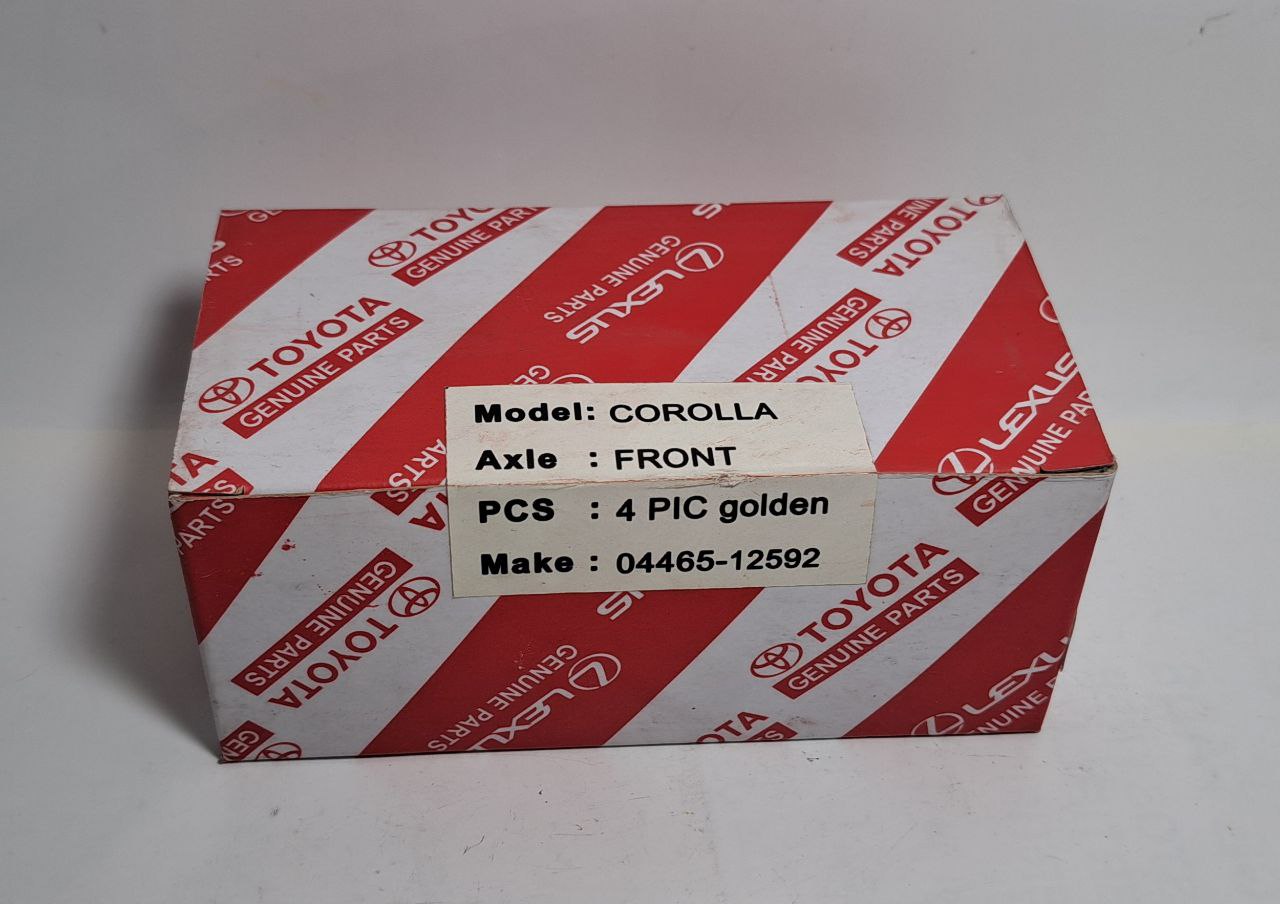 TOYOTA
GENUINE PARTS
TOYOTA
GENUINE PARTS
LEXUS
GENUINE PARTS
TOYOTA
GENUINE PARTS
TOYOTA
LEXUS
GENUINE PARTS
Model: COROLLA
Axle : FRONT
PCS : 4 PIC golden
Make : 04465-12592
TOYOTA
GENUINE PARTS
LEXUS
GENUINE PARTS
TOYOTA
GENUINE PARTS